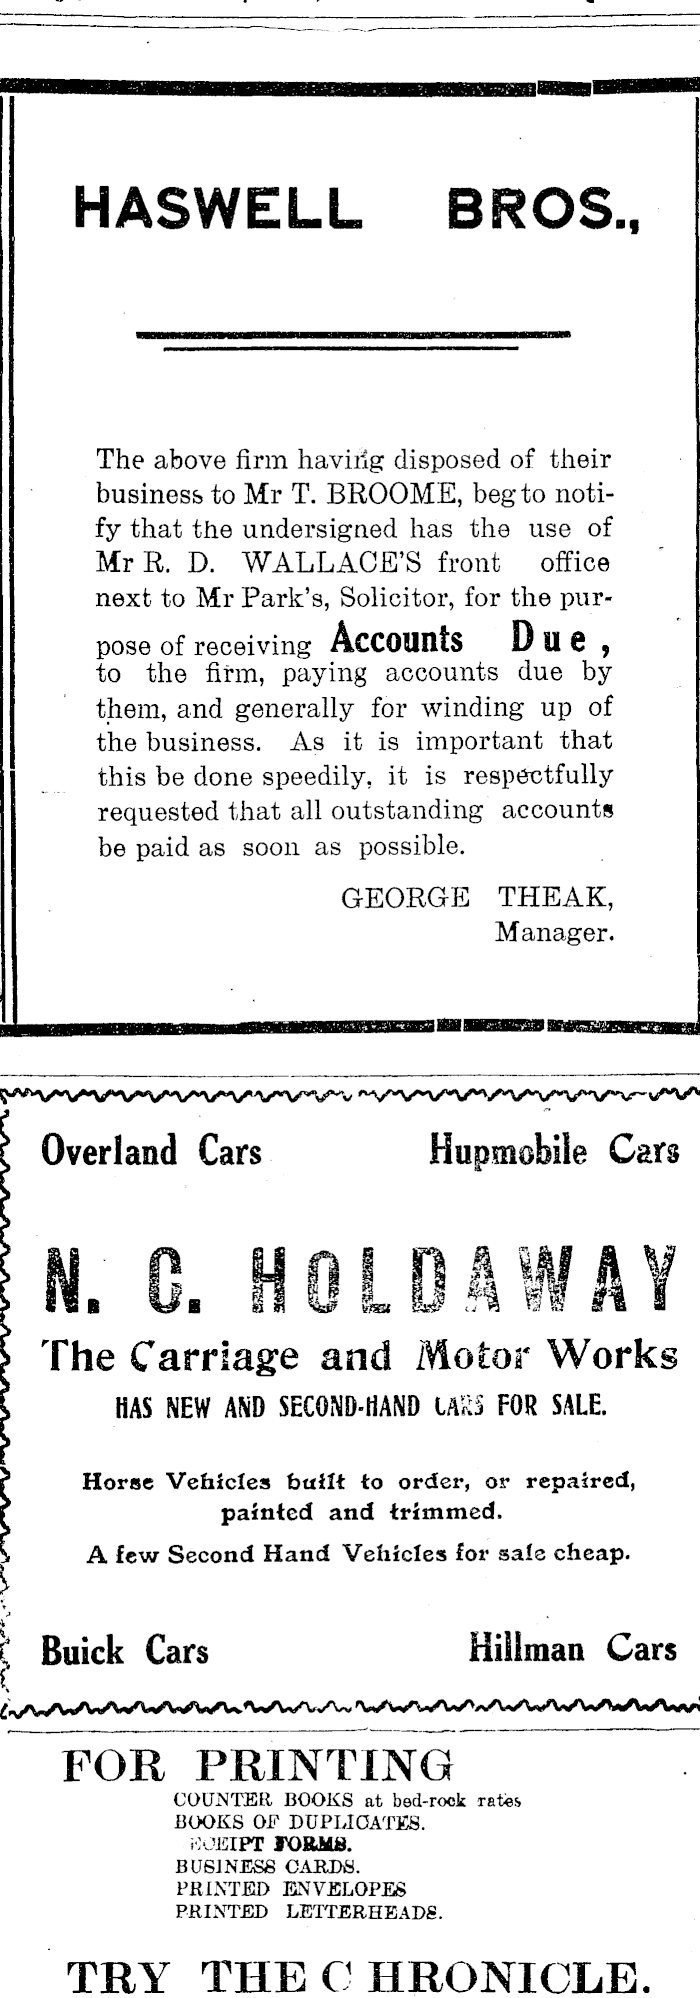 HASWELL BROS.,
The above firm having disposed of their
business to Mr T. BROOME, beg to noti-
fy that the undersigned has the use of
Mr R. D. WALLACE'S front office
next to Mr Park's, Solicitor, for the pur-
pose of receiving Accounts Due,
to the firm, paying accounts due by
them, and generally for winding up of
the business. As it is important that
this be done speedily, it is respectfully
requested that all outstanding accounts
be paid as soon as possible.
GEORGE THEAK,
Manager.
Overland Cars Hupmobile Cars
N. C. HOLDAWAY
The Carriage and Motor Works
HAS NEW AND SECOND-HAND CARS FOR SALE.
Horse Vehicles built to order, or repaired,
painted and trimmed.
A few Second Hand Vehicles for sale cheap.
Buick Cars Hillman Cars
FOR PRINTING
COUNTER BOOKS at bed-rock rates
BOOKS OF DUPLICATES.
ECEIPT FORMS.
BUSINESS CARDS.
PRINTED ENVELOPES
PRINTED LETTERHEADS.
TRY THE C HRONICLE.